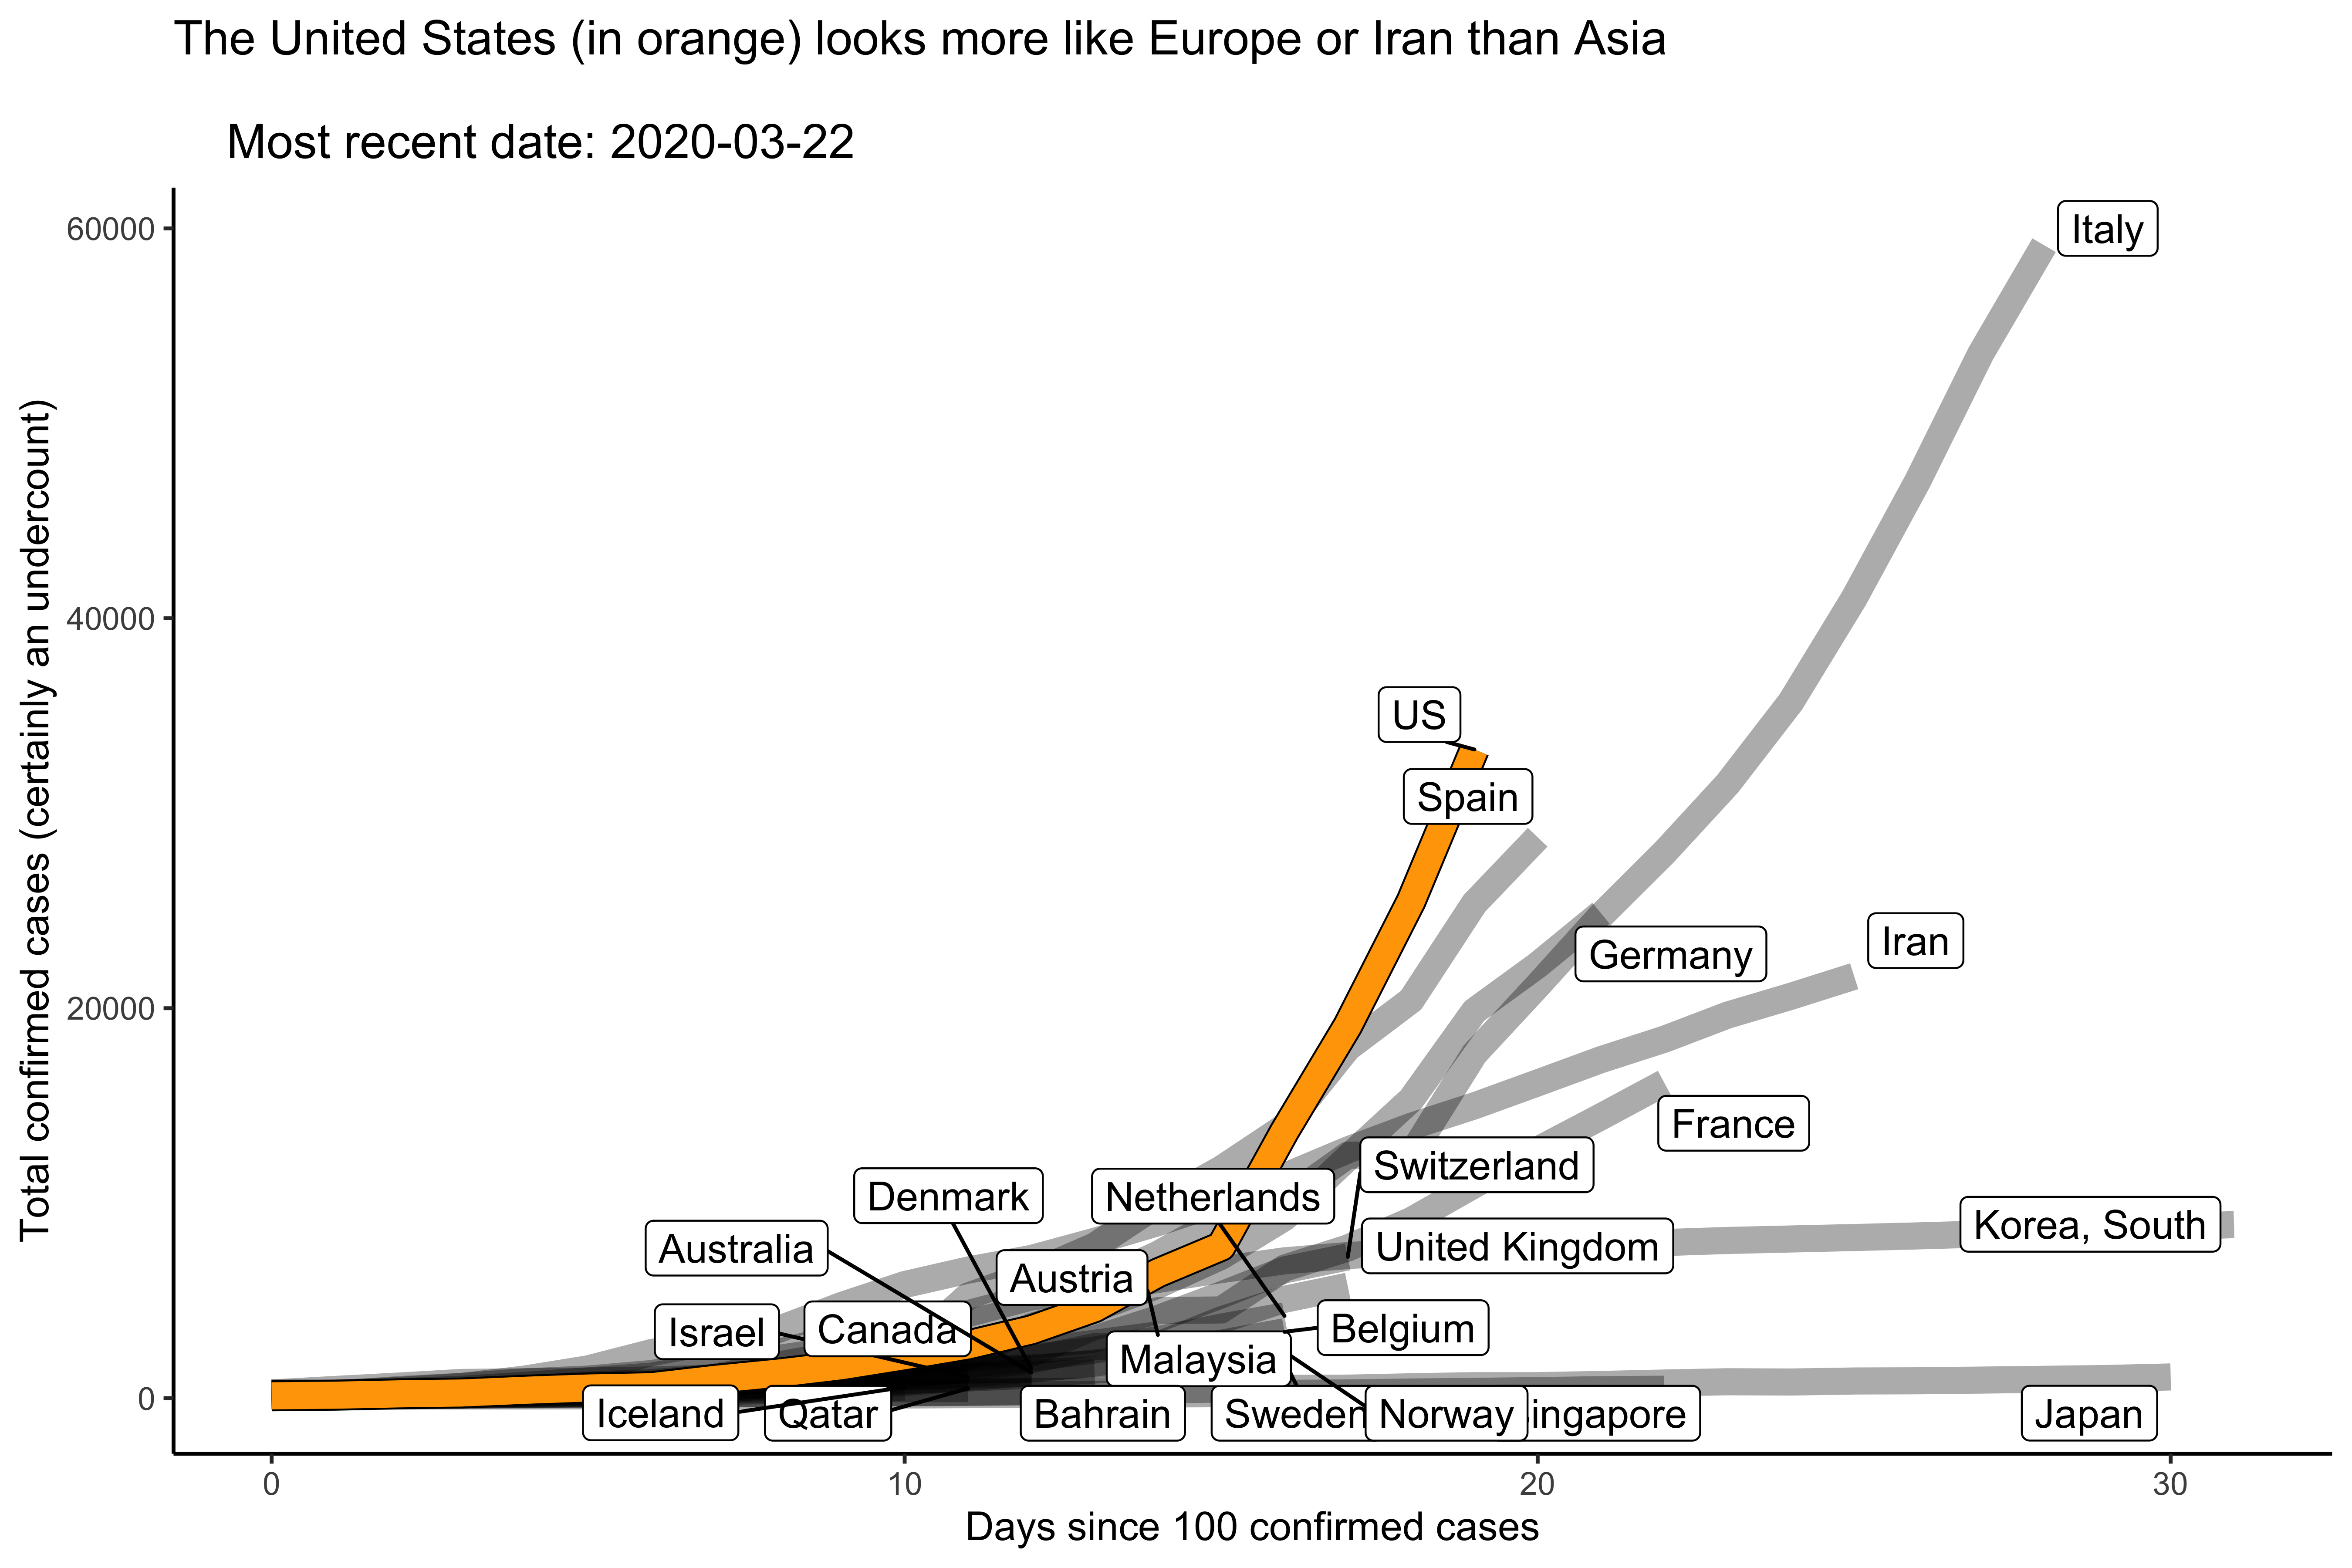 The United States (in orange) looks more like Europe or Iran than Asia
Most recent date: 2020-03-22
Total confirmed cases (certainly an undercount)
60000
40000
20000
0
Italy
US
Spain
Germany
Iran
France
Switzerland
Denmark
Netherlands
Korea, South
United Kingdom
Australia
Austria
Israel
Canada
Belgium
Malaysia
Iceland
Qatar
Bahrain
Sweden
Norway
ingapore
Japan
0
10
20
30
Days since 100 confirmed cases